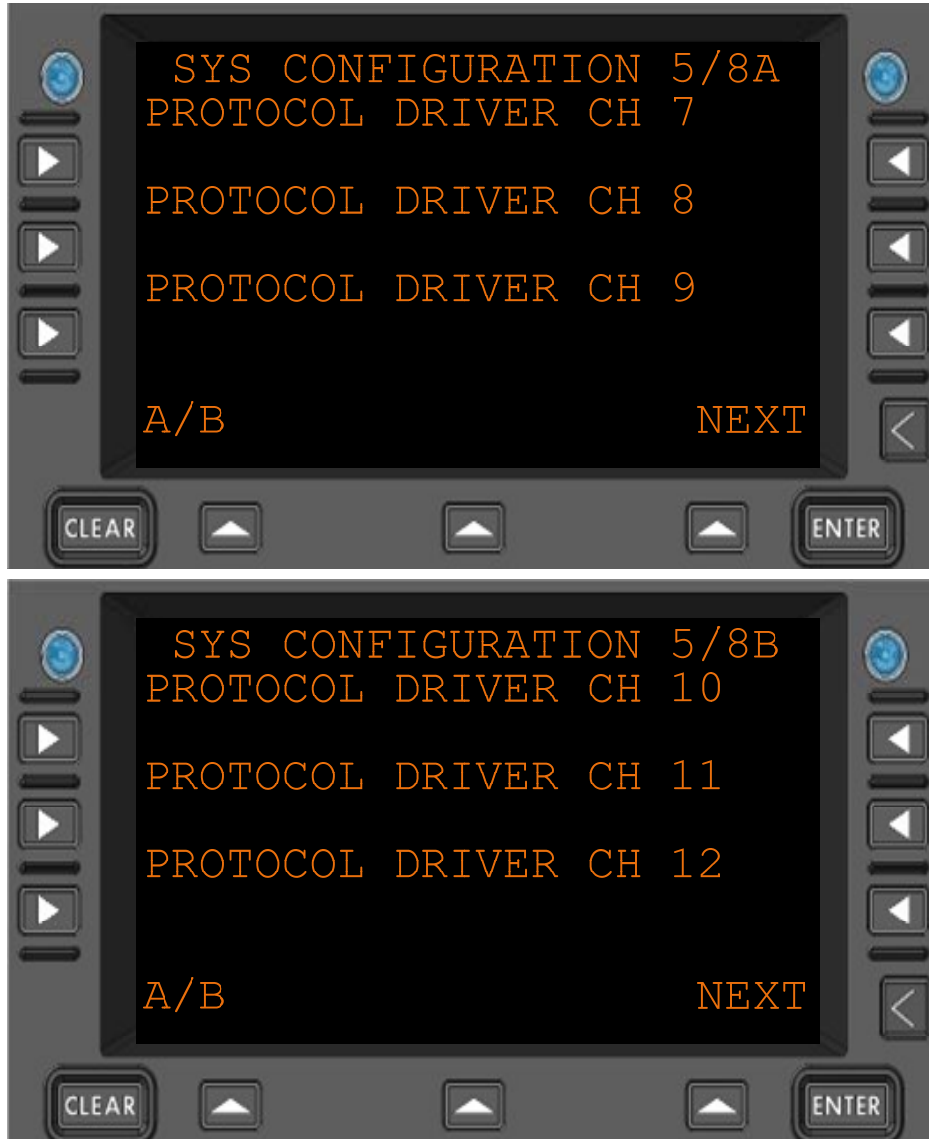 SYS CONFIGURATION 5/8A
PROTOCOL DRIVER CH 7
PROTOCOL DRIVER CH 8
PROTOCOL DRIVER CH 9
A/B NEXT
CLEAR ENTER
SYS CONFIGURATION 5/8B
PROTOCOL DRIVER CH 10
PROTOCOL DRIVER CH 11
PROTOCOL DRIVER CH 12
A/B NEXT
CLEAR ENTER